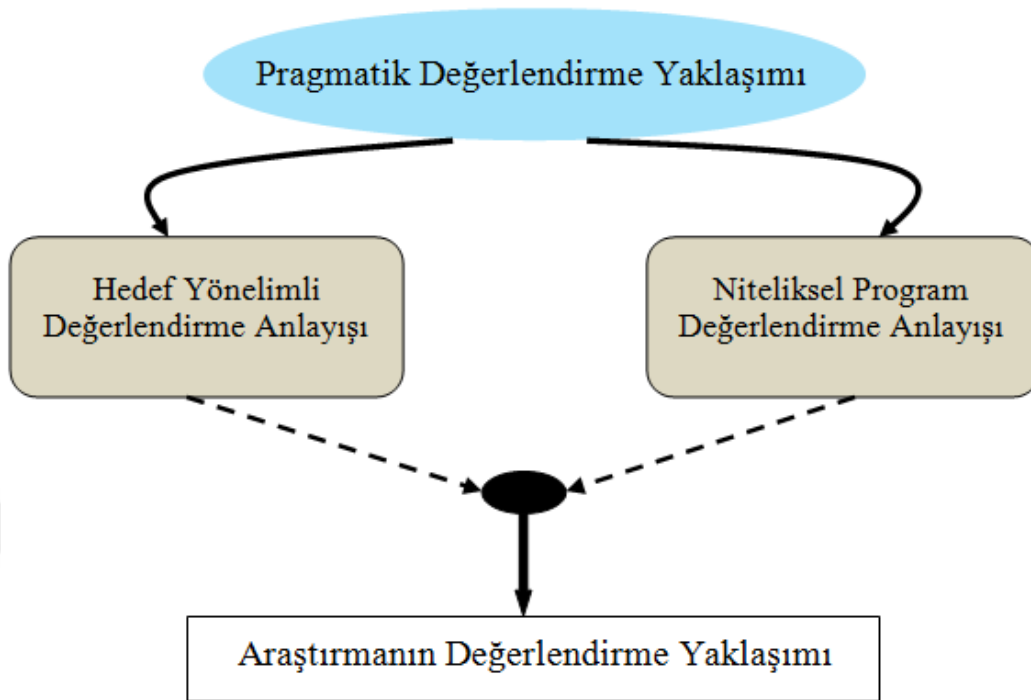 Pragmatik Değerlendirme Yaklaşımı
Hedef Yönelimli
Değerlendirme Anlayışı
Niteliksel Program
Değerlendirme Anlayışı
Araştırmanın Değerlendirme Yaklaşımı